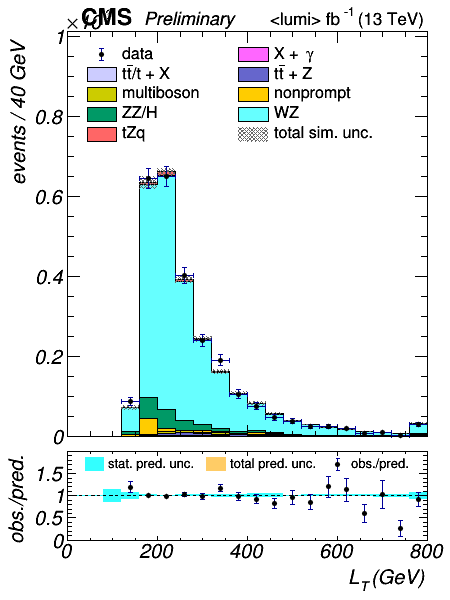 CMS Preliminary <lumi> fb⁻¹ (13 TeV)
events / 40 GeV
1
0.8
0.6
0.4
0.2
0
data
tt̄/t + X
multiboson
ZZ/H
tZq
X + γ
tt̄ + Z
nonprompt
WZ
total sim. unc.
obs./pred.
1.5
1
0.5
0
stat. pred. unc. total pred. unc. obs./pred.
0 200 400 600 800
L_T(GeV)